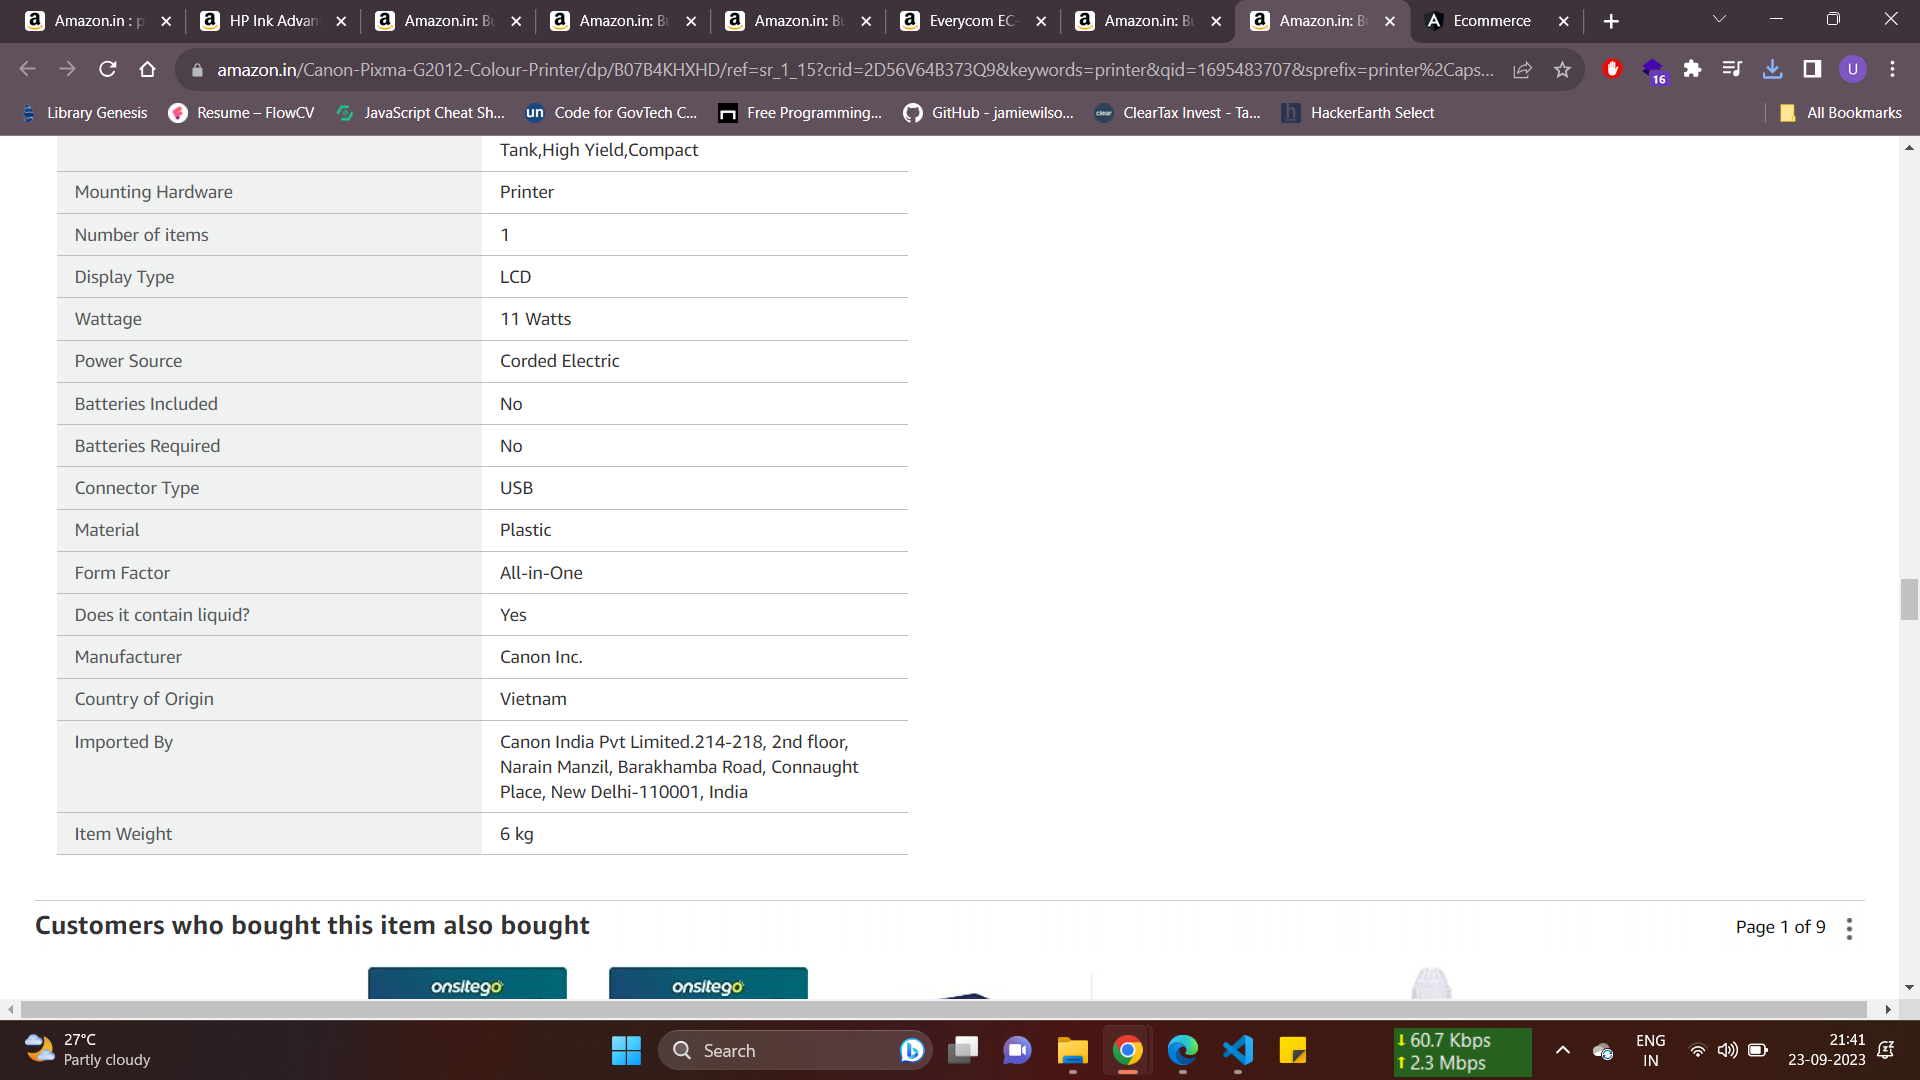 Amazon.in : p
HP Ink Advan
Amazon.in: Bu
Amazon.in: Bu
Amazon.in: Bu
Everycom EC-
Amazon.in: Bu
Amazon.in: Bu
Ecommerce
amazon.in/Canon-Pixma-G2012-Colour-Printer/dp/B07B4KHXHD/ref=sr_1_15?crid=2D56V64B373Q9&keywords=printer&qid=1695483707&sprefix=printer%2Caps...
16
U
Library Genesis
Resume – FlowCV
JavaScript Cheat Sh...
un Code for GovTech C...
Free Programming...
GitHub - jamiewilso...
clear ClearTax Invest - Ta...
h HackerEarth Select
All Bookmarks
Tank,High Yield,Compact
Mounting Hardware Printer
Number of items 1
Display Type LCD
Wattage 11 Watts
Power Source Corded Electric
Batteries Included No
Batteries Required No
Connector Type USB
Material Plastic
Form Factor All-in-One
Does it contain liquid? Yes
Manufacturer Canon Inc.
Country of Origin Vietnam
Imported By Canon India Pvt Limited.214-218, 2nd floor,
Narain Manzil, Barakhamba Road, Connaught
Place, New Delhi-110001, India
Item Weight 6 kg
Customers who bought this item also bought
Page 1 of 9
onsitego
onsitego
27°C
Partly cloudy
Search
60.7 Kbps
2.3 Mbps
ENG
IN
21:41
23-09-2023